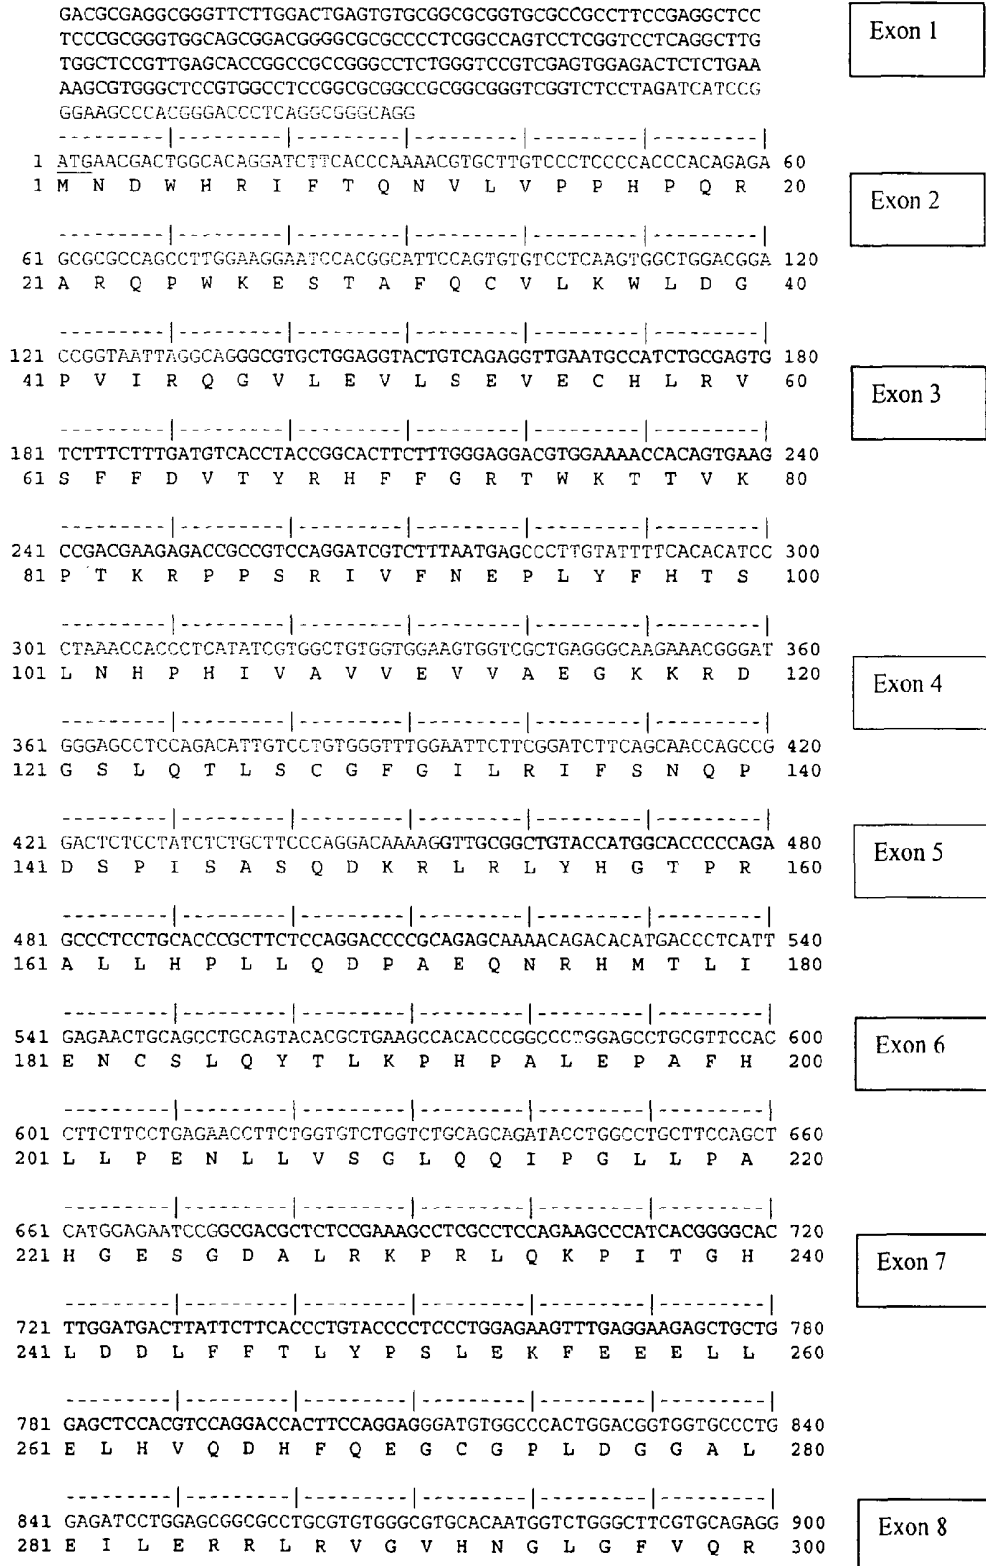 GACGCGAGGCGGGTTCTTGGACTGAGTGTGCGGCGCGGTGCGCCGCCTTCCGAGGCTCC
TCCCGCGGGTGGCAGCGGACGGGGCGCGCCCCTCGGCCAGTCCTCGGTCCTCAGGCTTG
TGGCTCCGTTGAGCACCGGCCGCCGGGCCTCTGGGTCCGTCGAGTGGAGACTCTCTGAA
AAGCGTGGGCTCCGTGGCCTCCGGCGCGGCCGCGGCGGGTCGGTCTCCTAGATCATCCG
GGAAGCCCACGGGACCCTCAGGCGGGCAGG
Exon 1
---------|---------|---------|---------|---------|---------|
1 ATGAACGACTGGCACAGGATCTTCACCCAAAACGTGCTTGTCCCTCCCCACCCACAGAGA 60
1 M N D W H R I F T Q N V L V P P H P Q R 20
Exon 2
---------|---------|---------|---------|---------|---------|
61 GCGCGCCAGCCTTGGAAGGAATCCACGGCATTCCAGTGTGTCCTCAAGTGGCTGGACGGA 120
21 A R Q P W K E S T A F Q C V L K W L D G 40
---------|---------|---------|---------|---------|---------|
121 CCGGTAATTAGGCAGGGCGTGCTGGAGGTACTGTCAGAGGTTGAATGCCATCTGCGAGTG 180
41 P V I R Q G V L E V L S E V E C H L R V 60
Exon 3
---------|---------|---------|---------|---------|---------|
181 TCTTTCTTTGATGTCACCTACCGGCACTTCTTTGGGAGGACGTGGAAAACCACAGTGAAG 240
61 S F F D V T Y R H F F G R T W K T T V K 80
---------|---------|---------|---------|---------|---------|
241 CCGACGAAGAGACCGCCGTCCAGGATCGTCTTTAATGAGCCCTTGTATTTTCACACATCC 300
81 P T K R P P S R I V F N E P L Y F H T S 100
---------|---------|---------|---------|---------|---------|
301 CTAAACCACCCTCATATCGTGGCTGTGGTGGAAGTGGTCGCTGAGGGCAAGAAACGGGAT 360
101 L N H P H I V A V V E V V A E G K K R D 120
Exon 4
---------|---------|---------|---------|---------|---------|
361 GGGAGCCTCCAGACATTGTCCTGTGGGTTTGGAATTCTTCGGATCTTCAGCAACCAGCCG 420
121 G S L Q T L S C G F G I L R I F S N Q P 140
---------|---------|---------|---------|---------|---------|
421 GACTCTCCTATCTCTGCTTCCCAGGACAAAAGGTTGCGGCTGTACCATGGCACCCCCAGA 480
141 D S P I S A S Q D K R L R L Y H G T P R 160
Exon 5
---------|---------|---------|---------|---------|---------|
481 GCCCTCCTGCACCCGCTTCTCCAGGACCCCGCAGAGCAAAACAGACACATGACCCTCATT 540
161 A L L H P L L Q D P A E Q N R H M T L I 180
---------|---------|---------|---------|---------|---------|
541 GAGAACTGCAGCCTGCAGTACACGCTGAAGCCACACCCGGCCCTGGAGCCTGCGTTCCAC 600
181 E N C S L Q Y T L K P H P A L E P A F H 200
Exon 6
---------|---------|---------|---------|---------|---------|
601 CTTCTTCCTGAGAACCTTCTGGTGTCTGGTCTGCAGCAGATACCTGGCCTGCTTCCAGCT 660
201 L L P E N L L V S G L Q Q I P G L L P A 220
---------|---------|---------|---------|---------|---------|
661 CATGGAGAATCCGGCGACGCTCTCCGAAAGCCTCGCCTCCAGAAGCCCATCACGGGGCAC 720
221 H G E S G D A L R K P R L Q K P I T G H 240
Exon 7
---------|---------|---------|---------|---------|---------|
721 TTGGATGACTTATTCTTCACCCTGTACCCCTCCCTGGAGAAGTTTGAGGAAGAGCTGCTG 780
241 L D D L F F T L Y P S L E K F E E E L L 260
---------|---------|---------|---------|---------|---------|
781 GAGCTCCACGTCCAGGACCACTTCCAGGAGGGATGTGGCCCACTGGACGGTGGTGCCCTG 840
261 E L H V Q D H F Q E G C G P L D G G A L 280
---------|---------|---------|---------|---------|---------|
841 GAGATCCTGGAGCGGCGCCTGCGTGTGGGCGTGCACAATGGTCTGGGCTTCGTGCAGAGG 900
281 E I L E R R L R V G V H N G L G F V Q R 300
Exon 8